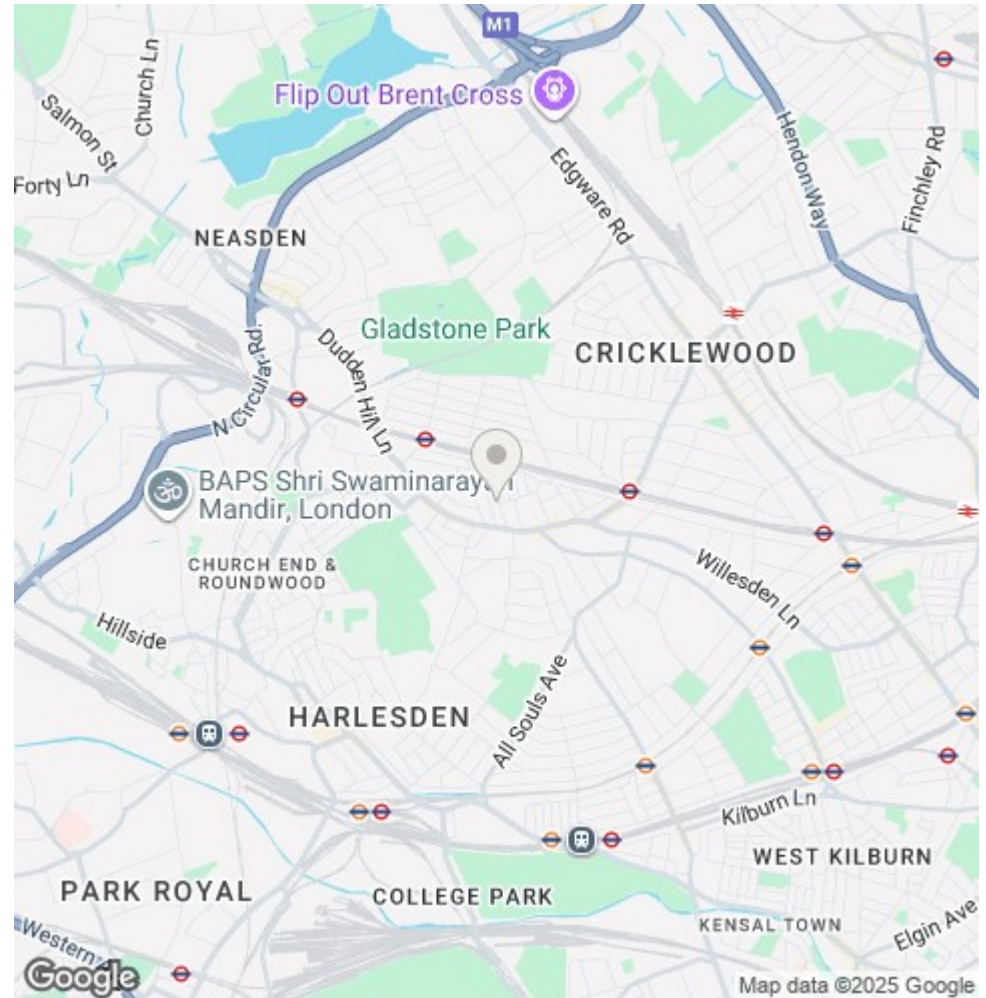 M1
Flip Out Brent Cross
Church Ln
Salmon St
Forty Ln
Edgware Rd
Hendon Way
Finchley Rd
NEASDEN
Gladstone Park
CRICKLEWOOD
Dudden Hill Ln
N Circular Rd
BAPS Shri Swaminarayan
Mandir, London
CHURCH END &
ROUNDWOOD
Willesden Ln
Hillside
HARLESDEN
All Souls Ave
Kilburn Ln
WEST KILBURN
PARK ROYAL
COLLEGE PARK
KENSAL TOWN
Elgin Ave
Western
Google
Map data ©2025 Google